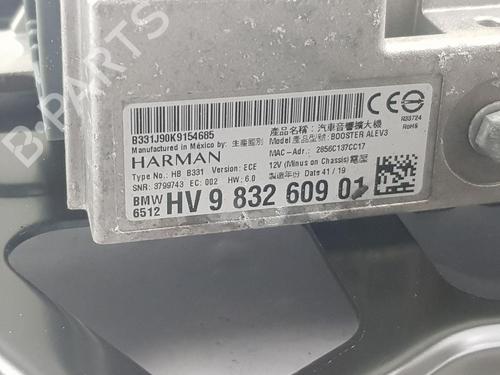 B-PARTS
B331J90K9154685
Manufactured in México by: 生產國別
HARMAN
Type No.: HB B331 Version: ECE
SNR: 3799743 EC: 002 HW: 6.0
BMW
6512
HV 9 832 609 01
產品名稱: 汽車音響擴大機
Model 產品型號: BOOSTER ALEV3
MAC-Adr.: 2856C137CC17
12V (Minus on Chassis) 電壓
製造年份 Date 41 / 19
CE
R33724
RoHS